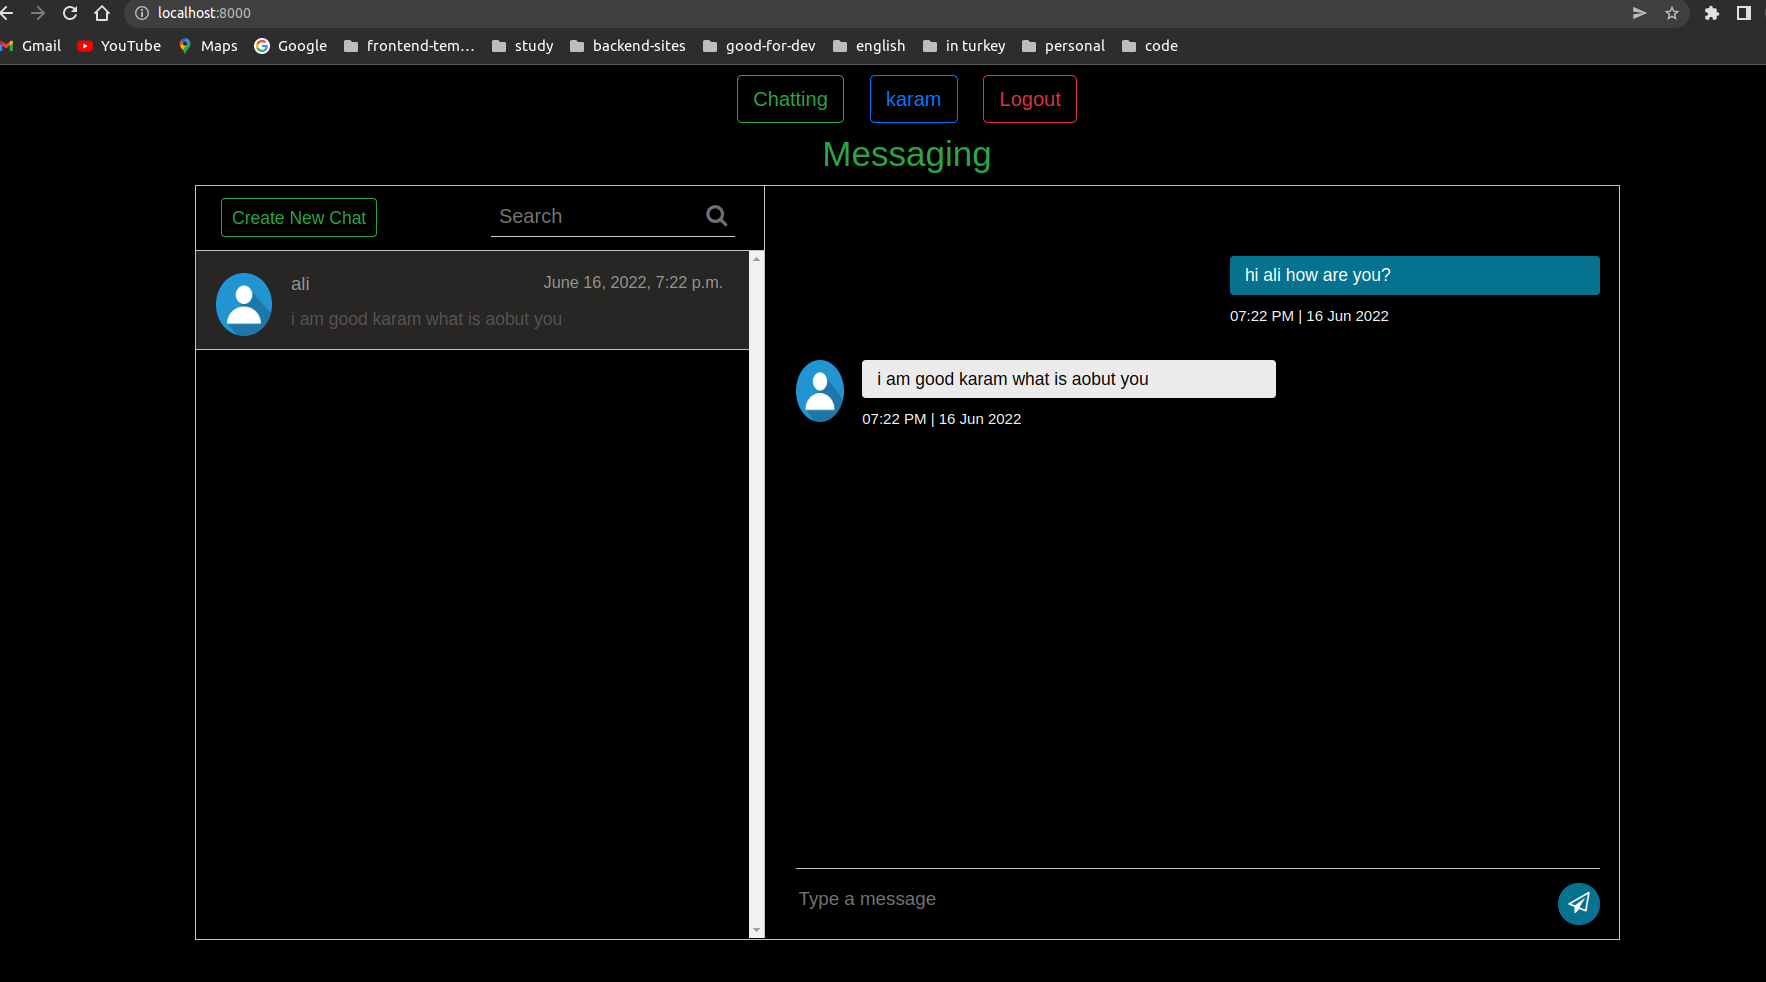 localhost:8000
Gmail YouTube Maps Google frontend-tem... study backend-sites good-for-dev english in turkey personal code
Chatting karam Logout
Messaging
Create New Chat Search
ali June 16, 2022, 7:22 p.m.
i am good karam what is aobut you
hi ali how are you?
07:22 PM | 16 Jun 2022
i am good karam what is aobut you
07:22 PM | 16 Jun 2022
Type a message